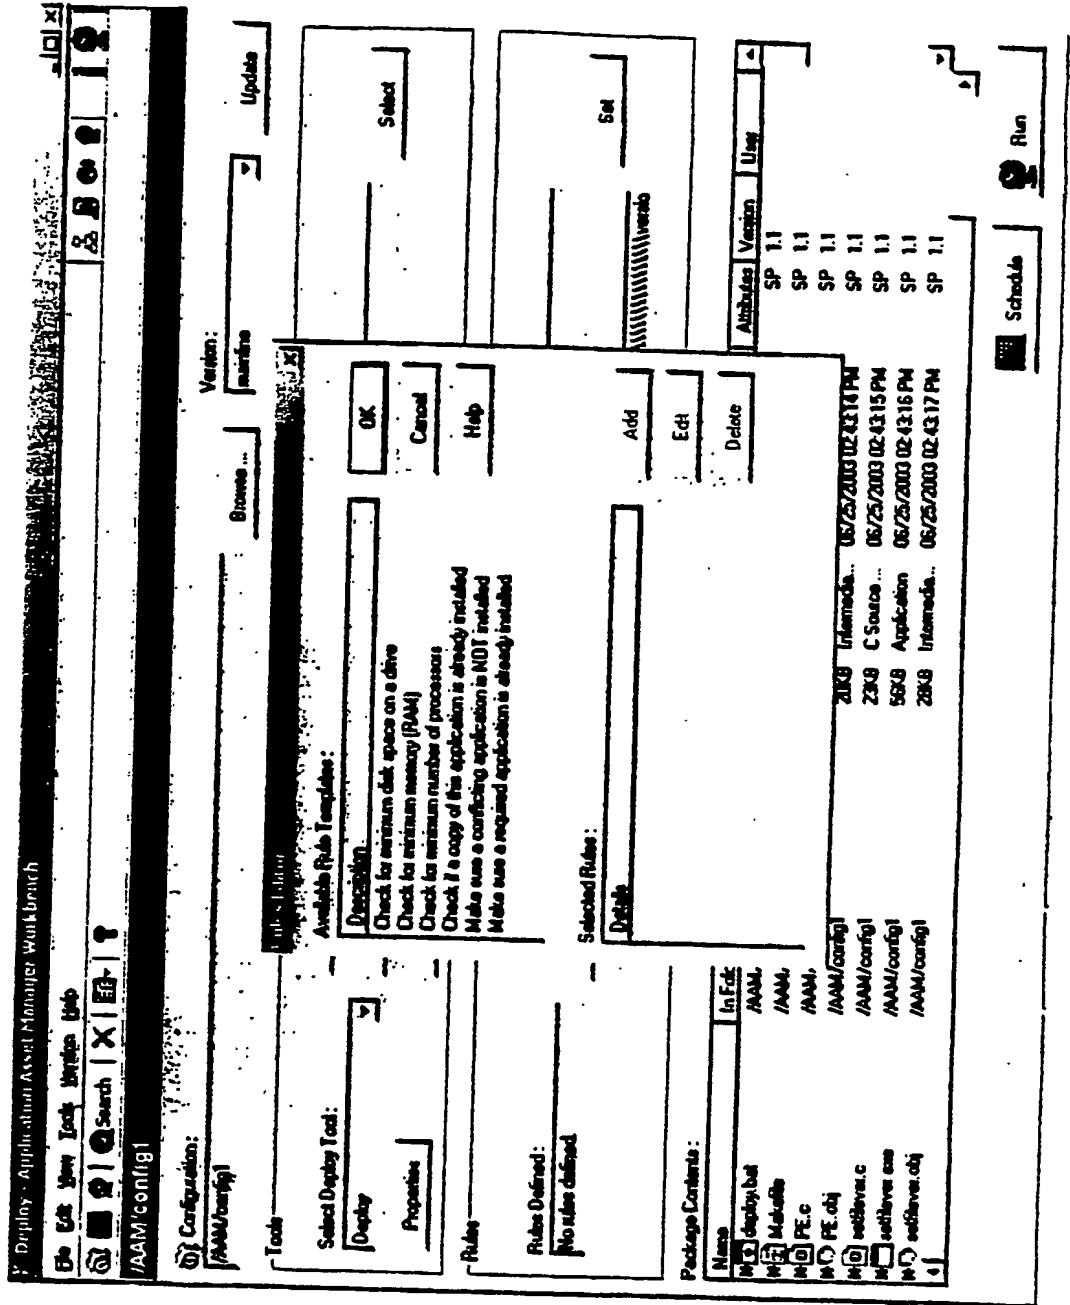 Deploy - Application Asset Manager Workbench
File Edit View Tools Version Help
Search
/AAM/config1
Configuration:
Version:
/AAM/config1
Browse ...
mainline
Update
Tools
Rules Editor
Select Deploy Tool:
Available Rule Templates:
Deploy
Description
OK
Select
Check for minimum disk space on a drive
Properties
Check for minimum memory (RAM)
Cancel
Check for minimum number of processors
Check if a copy of this application is already installed
Rules
Make sure a conflicting application is NOT installed
Help
Make sure a required application is already installed
Rules Defined:
No rules defined.
Selected Rules:
Set
Details
Add
Edit
Delete
Package Contents:
Name In Fold Attributes Version User
deploy.bat /AAM/ SP 1.1
Makefile /AAM/ SP 1.1
PE.c /AAM/ SP 1.1
PE.obj /AAM/config1 20KB Intermedia... 06/25/2003 02:43:14 PM SP 1.1
setfilever.c /AAM/config1 23KB C Source ... 06/25/2003 02:43:15 PM SP 1.1
setfilever.exe /AAM/config1 56KB Application 06/25/2003 02:43:16 PM SP 1.1
setfilever.obj /AAM/config1 28KB Intermedia... 06/25/2003 02:43:17 PM SP 1.1
Schedule
Run